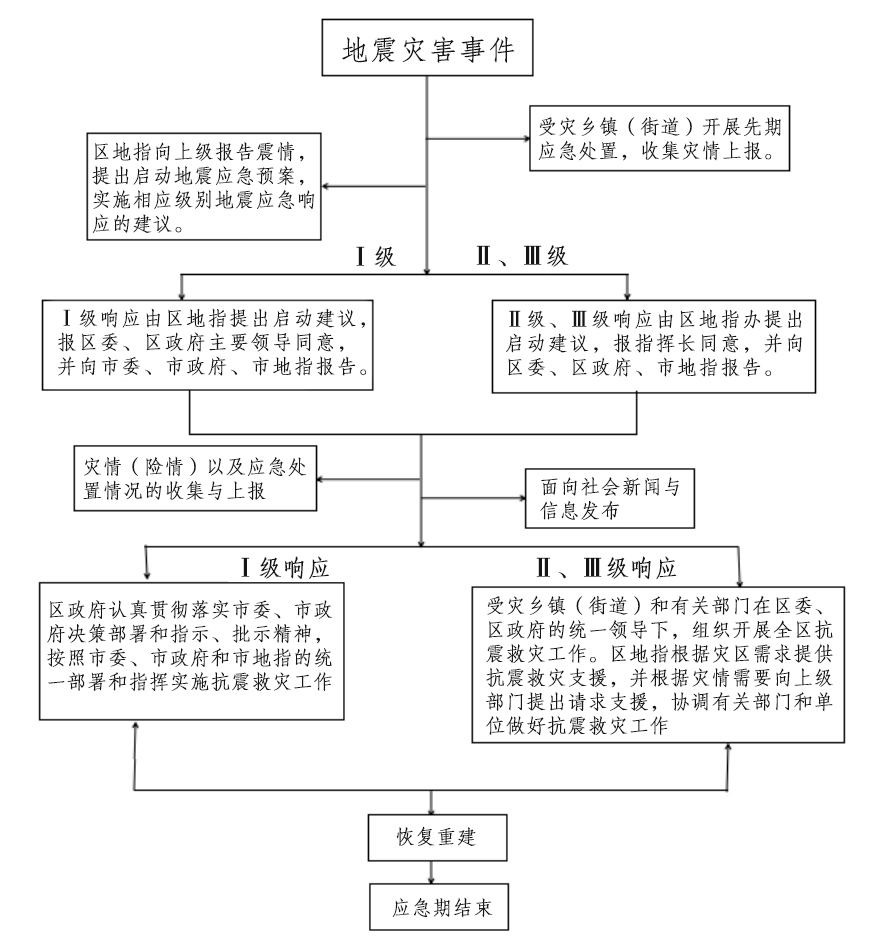 地震灾害事件
受灾乡镇（街道）开展先期
应急处置，收集灾情上报。
区地指向上级报告震情，
提出启动地震应急预案，
实施相应级别地震应急响
应的建议。
Ⅰ级
Ⅱ、Ⅲ级
Ⅰ级响应由区地指提出启动建议，
报区委、区政府主要领导同意，
并向市委、市政府、市地指报告。
Ⅱ级、Ⅲ级响应由区地指办提出
启动建议，报指挥长同意，并向
区委、区政府、市地指报告。
灾情（险情）以及应急处
置情况的收集与上报
面向社会新闻与
信息发布
Ⅰ级响应
Ⅱ、Ⅲ级响应
区政府认真贯彻落实市委、市政
府决策部署和指示、批示精神，
按照市委、市政府和市地指的统
一部署和指挥实施抗震救灾工作
受灾乡镇（街道）和有关部门在区委、
区政府的统一领导下，组织开展全区抗
震救灾工作。区地指根据灾区需求提供
抗震救灾支援，并根据灾情需要向上级
部门提出请求支援，协调有关部门和单
位做好抗震救灾工作
恢复重建
应急期结束